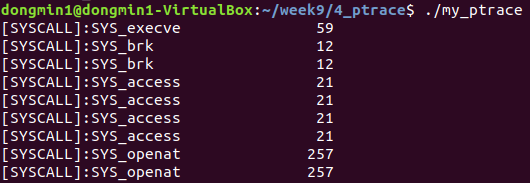 dongmin1@dongmin1-VirtualBox:~/week9/4_ptrace$ ./my_ptrace
[SYSCALL]:SYS_execve 59
[SYSCALL]:SYS_brk 12
[SYSCALL]:SYS_brk 12
[SYSCALL]:SYS_access 21
[SYSCALL]:SYS_access 21
[SYSCALL]:SYS_access 21
[SYSCALL]:SYS_access 21
[SYSCALL]:SYS_openat 257
[SYSCALL]:SYS_openat 257